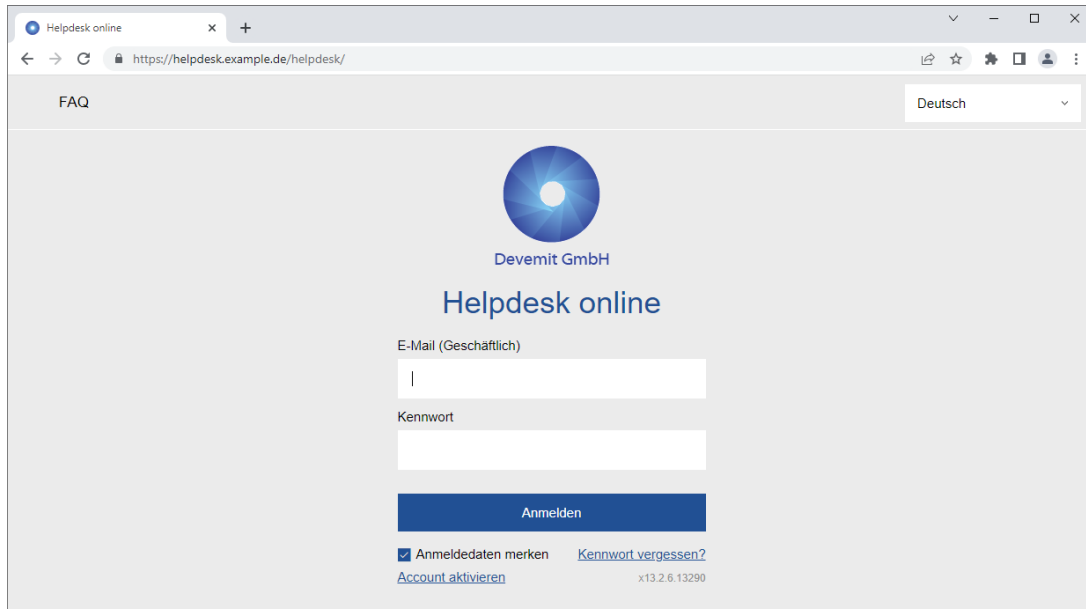 Helpdesk online
https://helpdesk.example.de/helpdesk/
FAQ
Deutsch
Devemit GmbH
Helpdesk online
E-Mail (Geschäftlich)
Kennwort
Anmelden
Anmeldedaten merken Kennwort vergessen?
Account aktivieren x13.2.6.13290